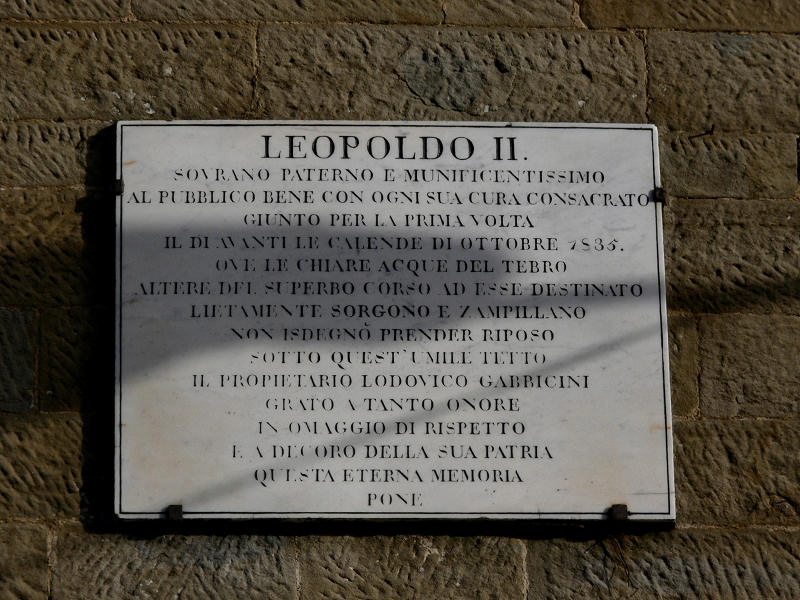 LEOPOLDO II.
SOVRANO PATERNO E MUNIFICENTISSIMO
AL PUBBLICO BENE CON OGNI SUA CURA CONSACRATO
GIUNTO PER LA PRIMA VOLTA
IL DI AVANTI LE CALENDE DI OTTOBRE 1835.
OVE LE CHIARE ACQUE DEL TEBRO
ALTERE DEL SUPERBO CORSO AD ESSE DESTINATO
LIETAMENTE SORGONO E ZAMPILLANO
NON ISDEGNÒ PRENDER RIPOSO
SOTTO QUEST'UMILE TETTO
IL PROPIETARIO LODOVICO GABRICINI
GRATO A TANTO ONORE
IN OMAGGIO DI RISPETTO
E A DECORO DELLA SUA PATRIA
QUESTA ETERNA MEMORIA
PONE